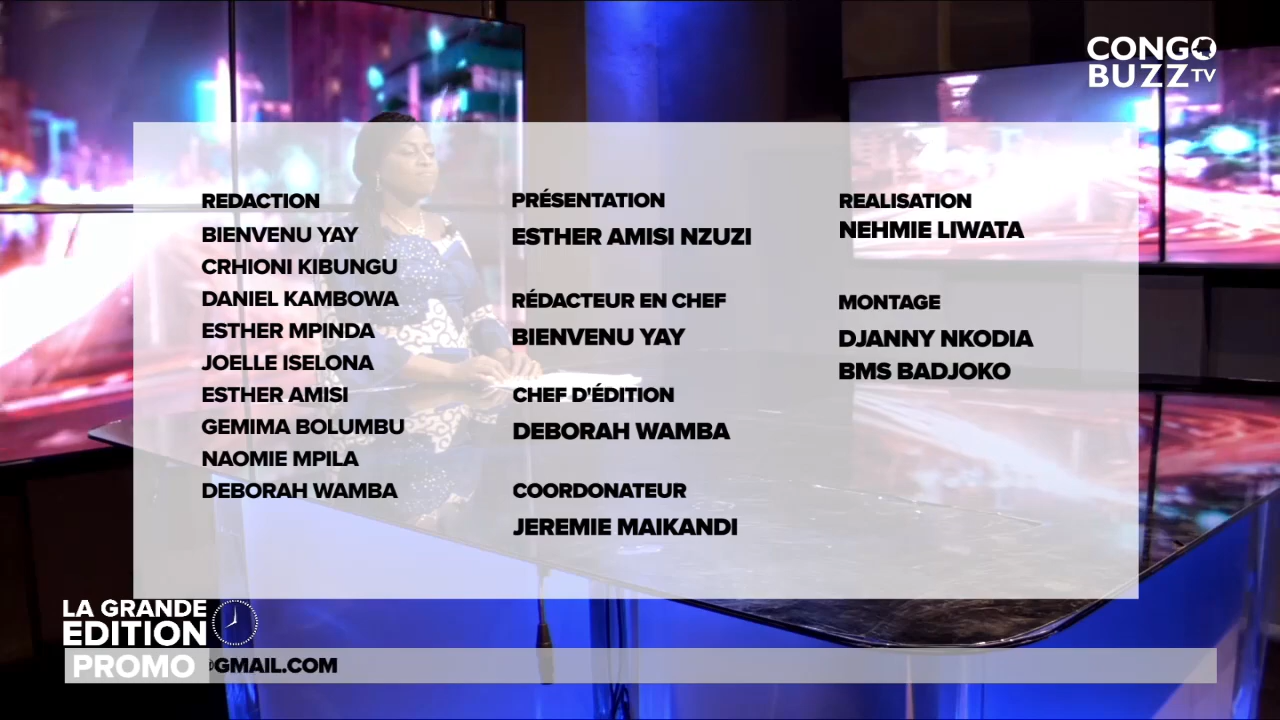 CONGO
BUZZ TV
REDACTION
BIENVENU YAY
CRHIONI KIBUNGU
DANIEL KAMBOWA
ESTHER MPINDA
JOELLE ISELONA
ESTHER AMISI
GEMIMA BOLUMBU
NAOMIE MPILA
DEBORAH WAMBA
PRÉSENTATION
ESTHER AMISI NZUZI
RÉDACTEUR EN CHEF
BIENVENU YAY
CHEF D'ÉDITION
DEBORAH WAMBA
COORDONATEUR
JEREMIE MAIKANDI
REALISATION
NEHMIE LIWATA
MONTAGE
DJANNY NKODIA
BMS BADJOKO
LA GRANDE
EDITION
PROMO
@GMAIL.COM